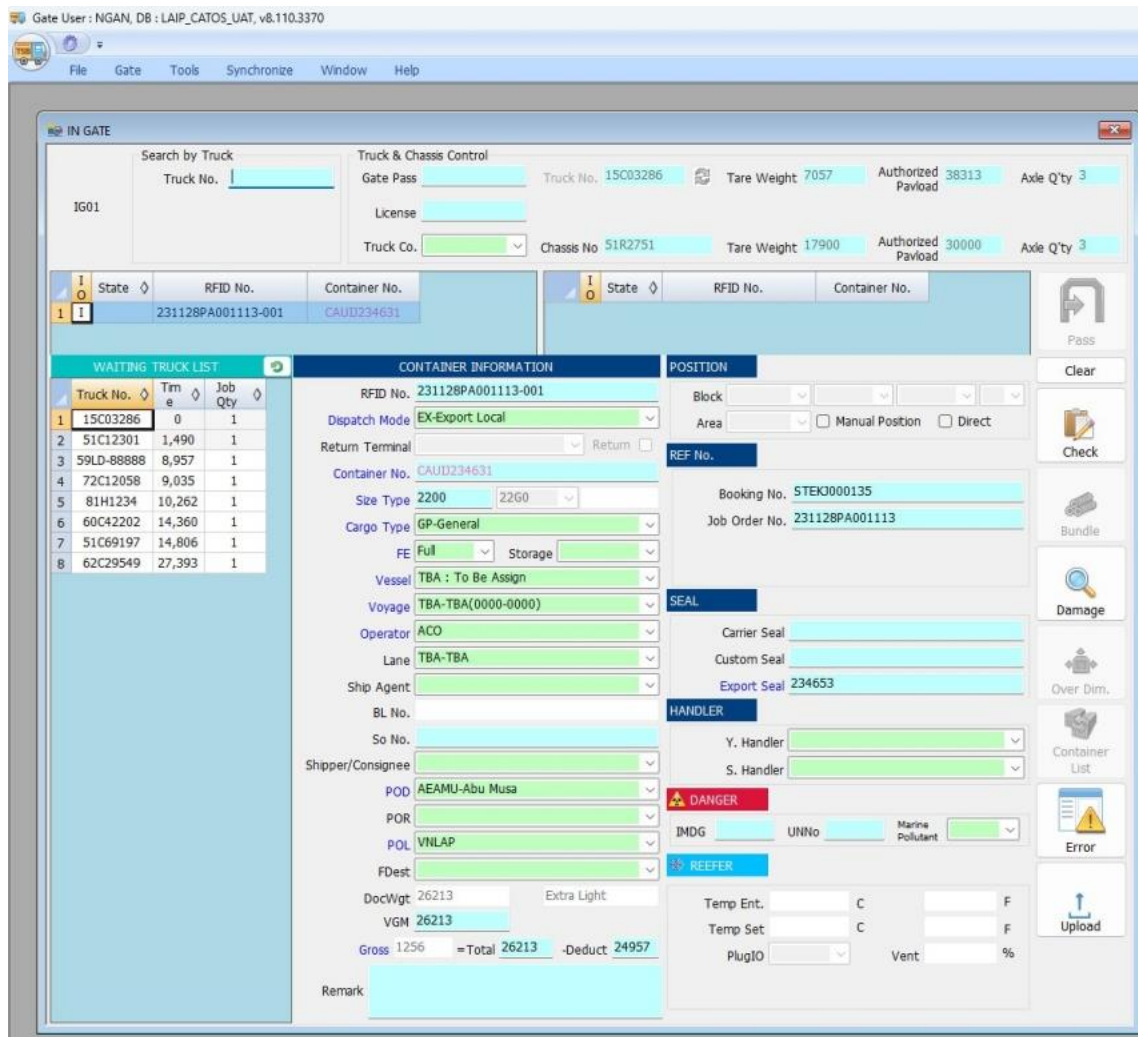 Gate User : NGAN, DB : LAIP_CATOS_UAT, v8.110.3370
TSB
File Gate Tools Synchronize Window Help
IN GATE
IG01
Search by Truck
Truck No.
Truck & Chassis Control
Gate Pass Truck No. 15C03286 Tare Weight 7057 Authorized Payload 38313 Axle Q'ty 3
License
Truck Co. Chassis No 51R2751 Tare Weight 17900 Authorized Payload 30000 Axle Q'ty 3
IO State RFID No. Container No.
1 I 231128PA001113-001 CAUD234631
IO State RFID No. Container No.
WAITING TRUCK LIST
Truck No. Time Job Qty
1 15C03286 0 1
2 51C12301 1,490 1
3 59LD-88888 8,957 1
4 72C12058 9,035 1
5 81H1234 10,262 1
6 60C42202 14,360 1
7 51C69197 14,806 1
8 62C29549 27,393 1
CONTAINER INFORMATION
RFID No. 231128PA001113-001
Dispatch Mode EX-Export Local
Return Terminal Return
Container No. CAUD234631
Size Type 2200 22G0
Cargo Type GP-General
FE Full Storage
Vessel TBA : To Be Assign
Voyage TBA-TBA(0000-0000)
Operator ACO
Lane TBA-TBA
Ship Agent
BL No.
So No.
Shipper/Consignee
POD AEAMU-Abu Musa
POR
POL VNLAP
FDest
DocWgt 26213 Extra Light
VGM 26213
Gross 1256 =Total 26213 -Deduct 24957
Remark
POSITION
Block
Area Manual Position Direct
REF No.
Booking No. STEKJ000135
Job Order No. 231128PA001113
SEAL
Carrier Seal
Custom Seal
Export Seal 234653
HANDLER
Y. Handler
S. Handler
DANGER
IMDG UNNo Marine Pollutant
REEFER
Temp Ent. C F
Temp Set C F
PlugIO Vent %
Pass
Clear
Check
Bundle
Damage
Over Dim.
Container List
Error
Upload